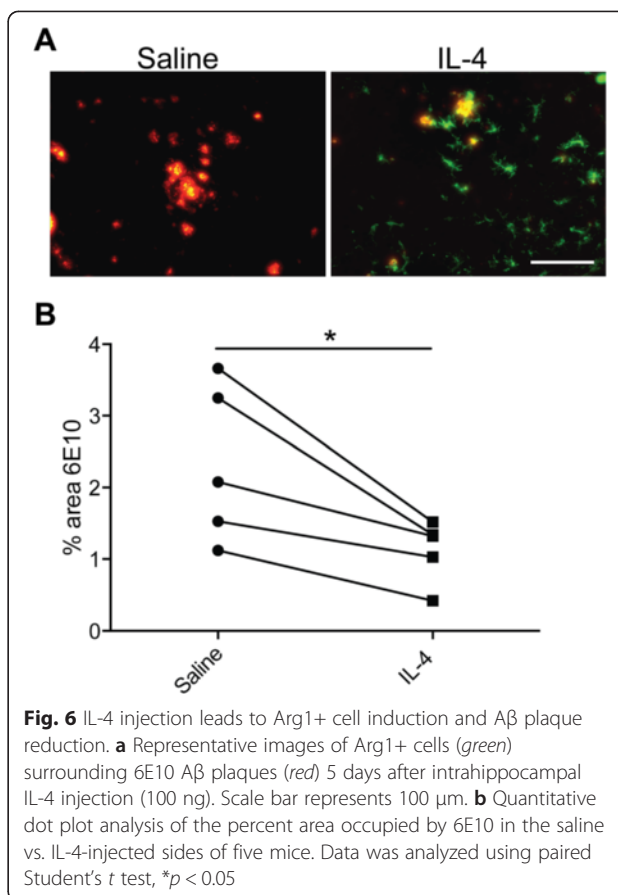 A
Saline
IL-4
B
*
4
3
2
1
0
% area 6E10
Saline
IL-4
Fig. 6 IL-4 injection leads to Arg1+ cell induction and Aβ plaque
reduction. a Representative images of Arg1+ cells (green)
surrounding 6E10 Aβ plaques (red) 5 days after intrahippocampal
IL-4 injection (100 ng). Scale bar represents 100 μm. b Quantitative
dot plot analysis of the percent area occupied by 6E10 in the saline
vs. IL-4-injected sides of five mice. Data was analyzed using paired
Student's t test, *p < 0.05